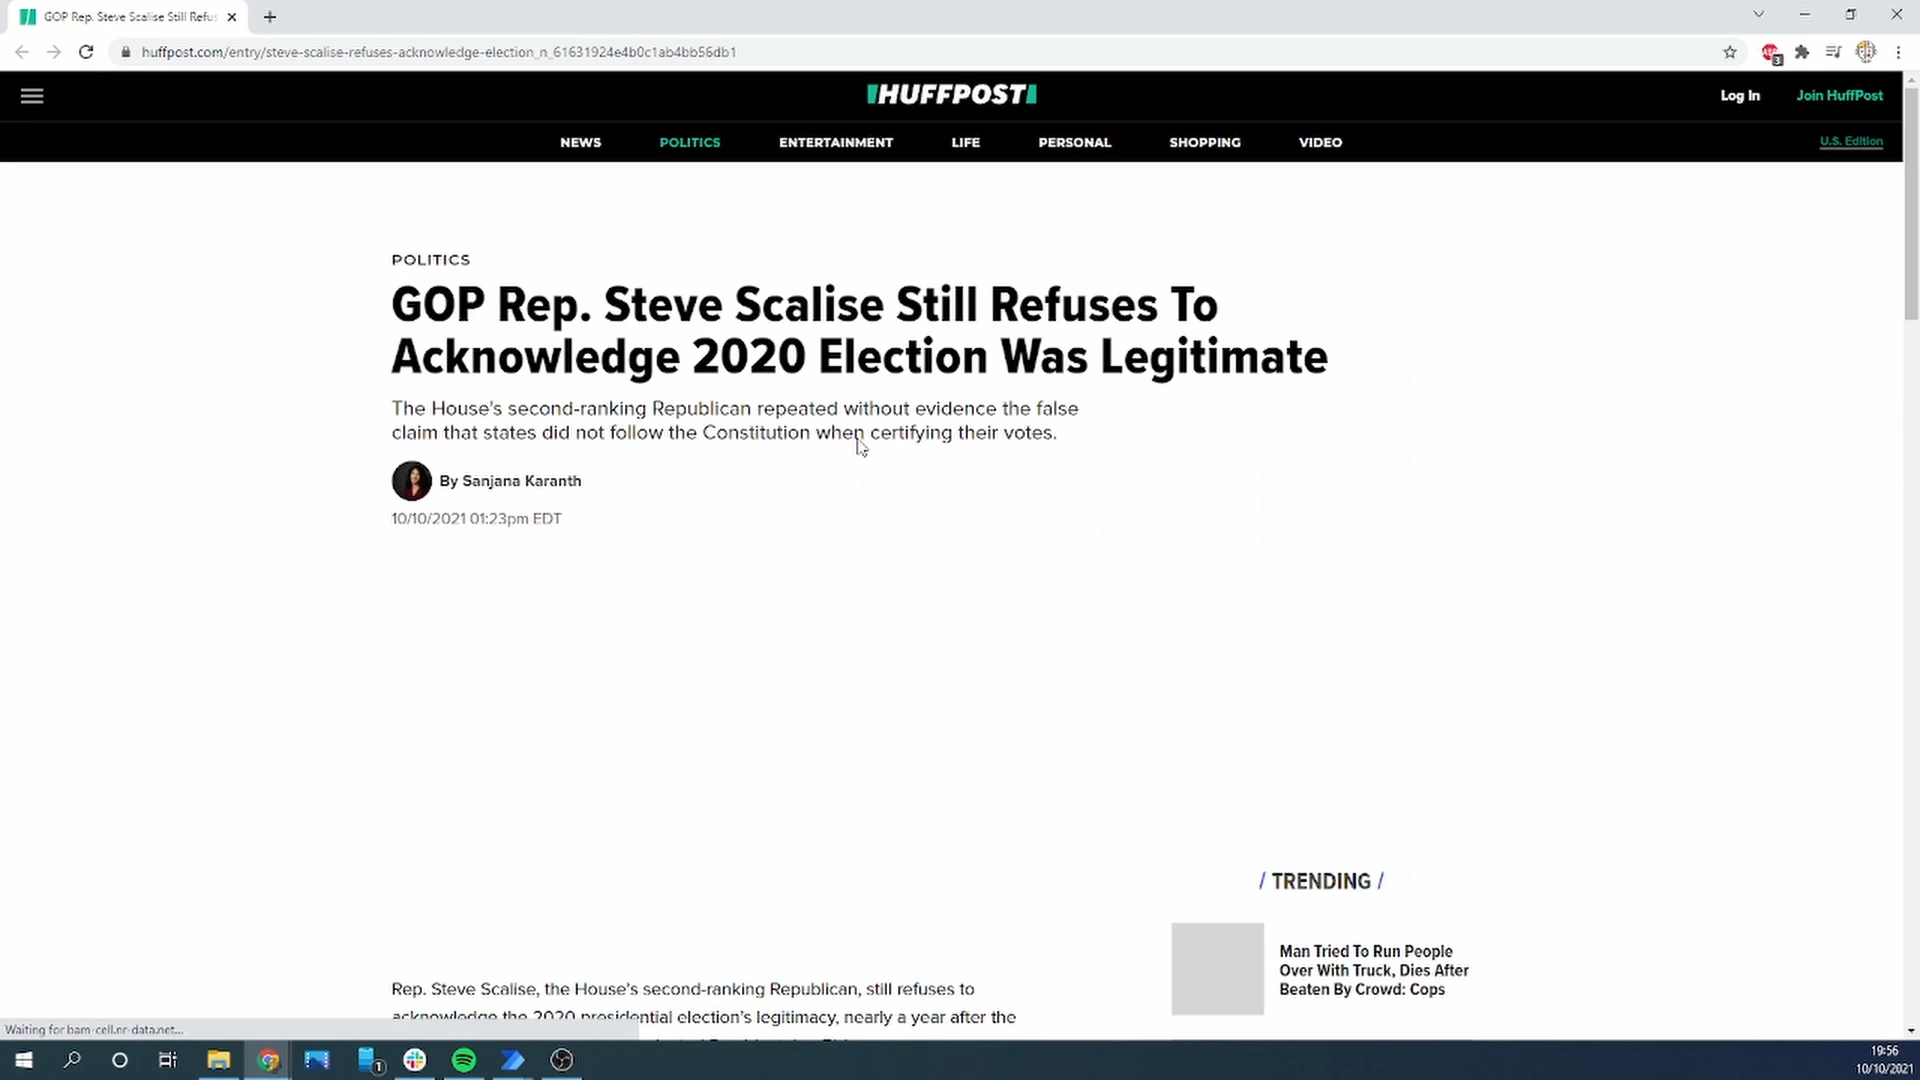 GOP Rep. Steve Scalise Still Refus
huffpost.com/entry/steve-scalise-refuses-acknowledge-election_n_61631924e4b0c1ab4bb56db1
3
HUFFPOST
Log In
Join HuffPost
NEWS
POLITICS
ENTERTAINMENT
LIFE
PERSONAL
SHOPPING
VIDEO
U.S. Edition
POLITICS
GOP Rep. Steve Scalise Still Refuses To
Acknowledge 2020 Election Was Legitimate
The House's second-ranking Republican repeated without evidence the false
claim that states did not follow the Constitution when certifying their votes.
By Sanjana Karanth
10/10/2021 01:23pm EDT
/ TRENDING /
Man Tried To Run People
Over With Truck, Dies After
Beaten By Crowd: Cops
Rep. Steve Scalise, the House's second-ranking Republican, still refuses to
acknowledge the 2020 presidential election's legitimacy, nearly a year after the
Waiting for bam-cell.nr-data.net...
1
19:56
10/10/2021